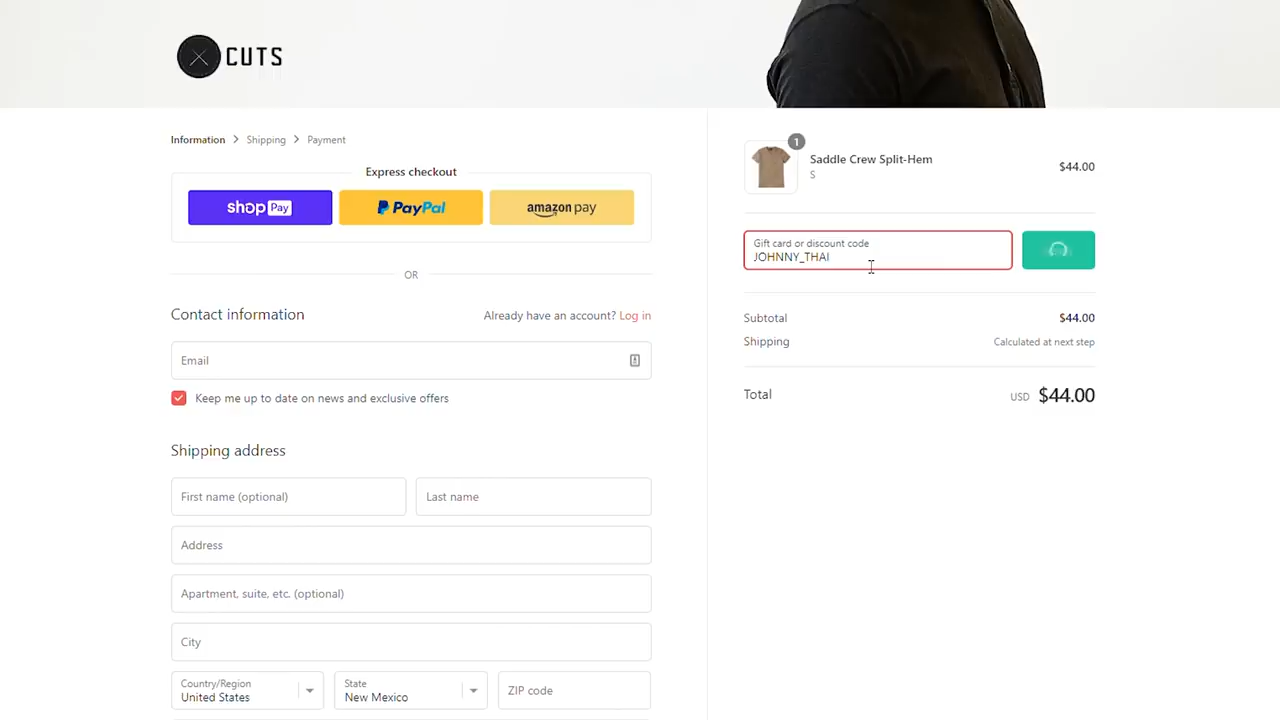 CUTS
Information > Shipping > Payment
Express checkout
shop Pay
PayPal
amazon pay
OR
Contact information
Already have an account? Log in
Email
Keep me up to date on news and exclusive offers
Shipping address
First name (optional)
Last name
Address
Apartment, suite, etc. (optional)
City
Country/Region
United States
State
New Mexico
ZIP code
1
Saddle Crew Split-Hem
S
$44.00
Gift card or discount code
JOHNNY_THAI
Subtotal
$44.00
Shipping
Calculated at next step
Total
USD $44.00